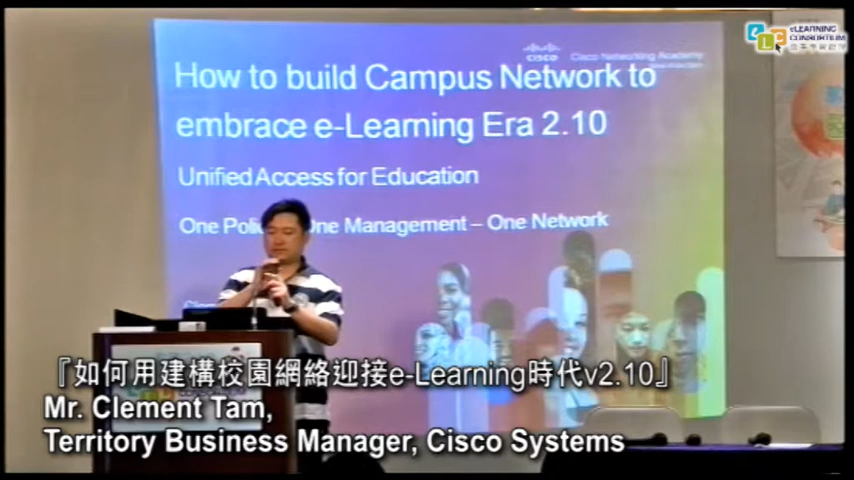 eLEARNING
CONSORTIUM
CISCO
Cisco Networking Academy
How to build Campus Network to
embrace e-Learning Era 2.10
Unified Access for Education
One Management – One Network
『如何用建構校園網絡迎接e-Learning時代v2.10』
Mr. Clement Tam,
Territory Business Manager, Cisco Systems